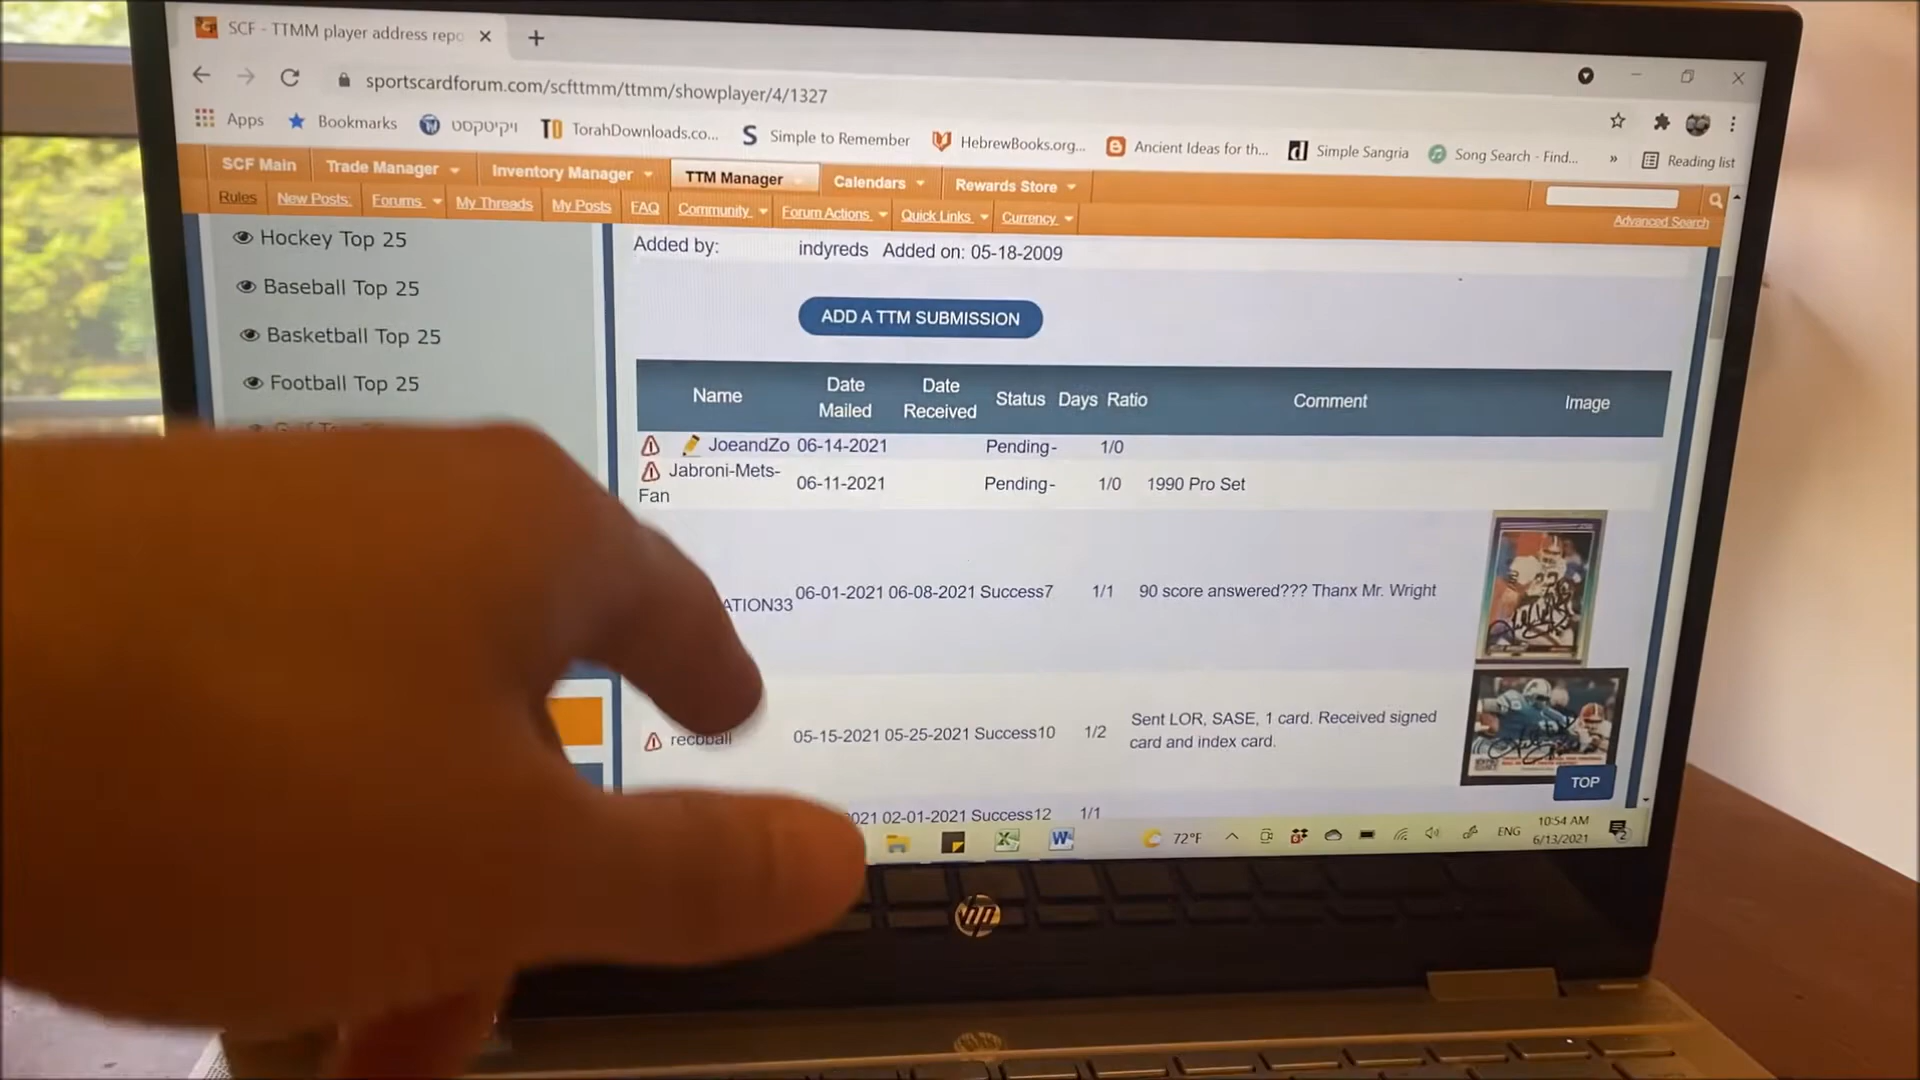 SCF - TTMM player address repo
sportscardforum.com/scfttmm/ttmm/showplayer/4/1327
Apps Bookmarks ויקיטקסט TorahDownloads.co... Simple to Remember HebrewBooks.org... Ancient Ideas for th... Simple Sangria Song Search - Find... » Reading list
SCF Main Trade Manager Inventory Manager TTM Manager Calendars Rewards Store
Rules New Posts Forums My Threads My Posts FAQ Community Forum Actions Quick Links Currency Advanced Search
Hockey Top 25
Baseball Top 25
Basketball Top 25
Football Top 25
Added by: indyreds Added on: 05-18-2009
ADD A TTM SUBMISSION
Name Date Mailed Date Received Status Days Ratio Comment Image
JoeandZo 06-14-2021 Pending- 1/0
Jabroni-Mets-Fan 06-11-2021 Pending- 1/0 1990 Pro Set
ATION33 06-01-2021 06-08-2021 Success7 1/1 90 score answered??? Thanx Mr. Wright
05-15-2021 05-25-2021 Success10 1/2 Sent LOR, SASE, 1 card. Received signed
card and index card.
TOP
021 02-01-2021 Success12 1/1
72°F ENG 10:54 AM
6/13/2021
2
hp